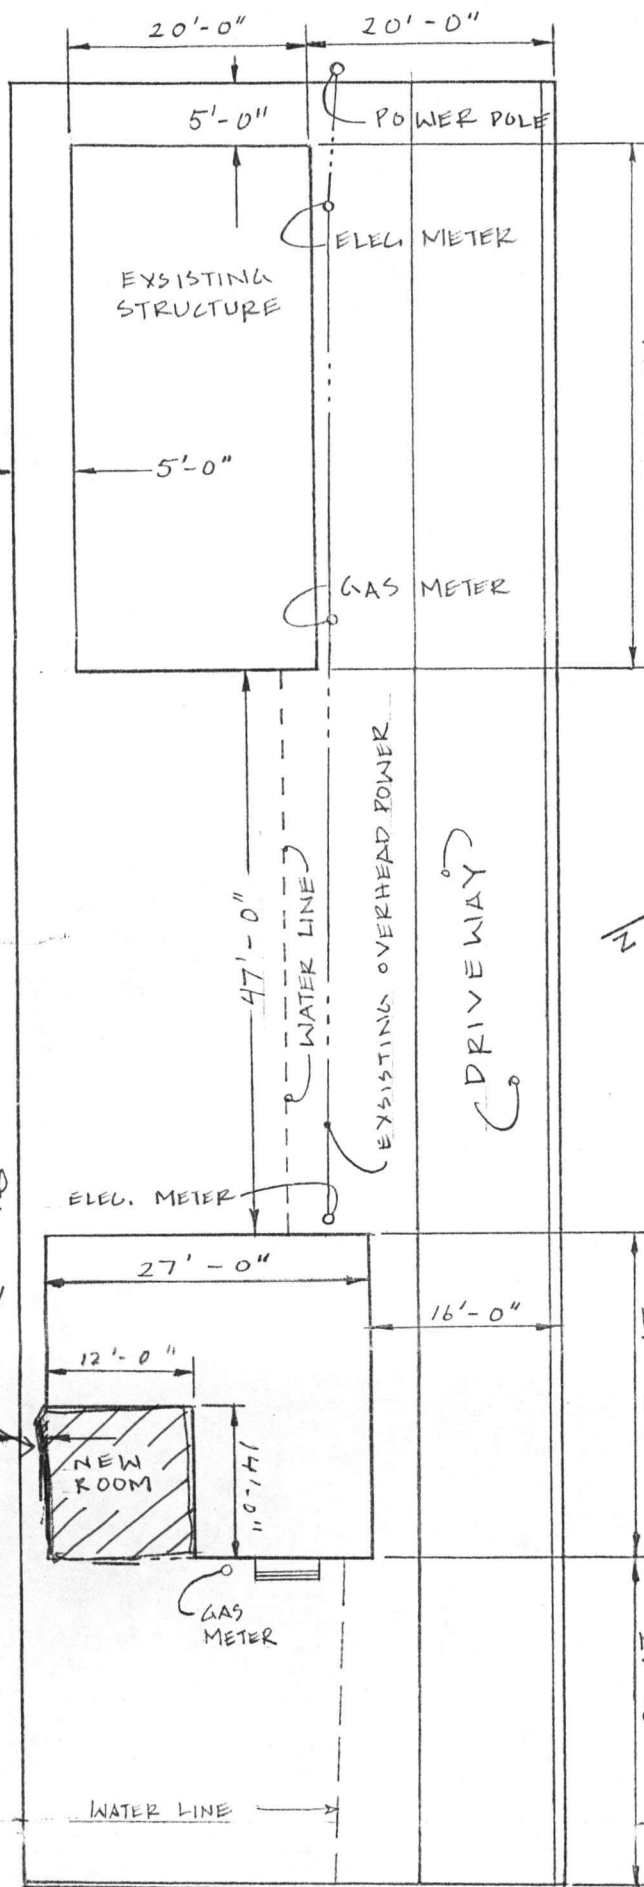 20'-0" 20'-0"
5'-0"
POWER POLE
ELEC. METER
EXSISTING
STRUCTURE
5'-0"
GAS METER
47'-0"
WATER LINE
EXSISTING OVERHEAD POWER
DRIVEWAY
N
ELEC. METER
27'-0"
16'-0"
12'-0"
14'-0"
NEW
ROOM
GAS
METER
WATER LINE